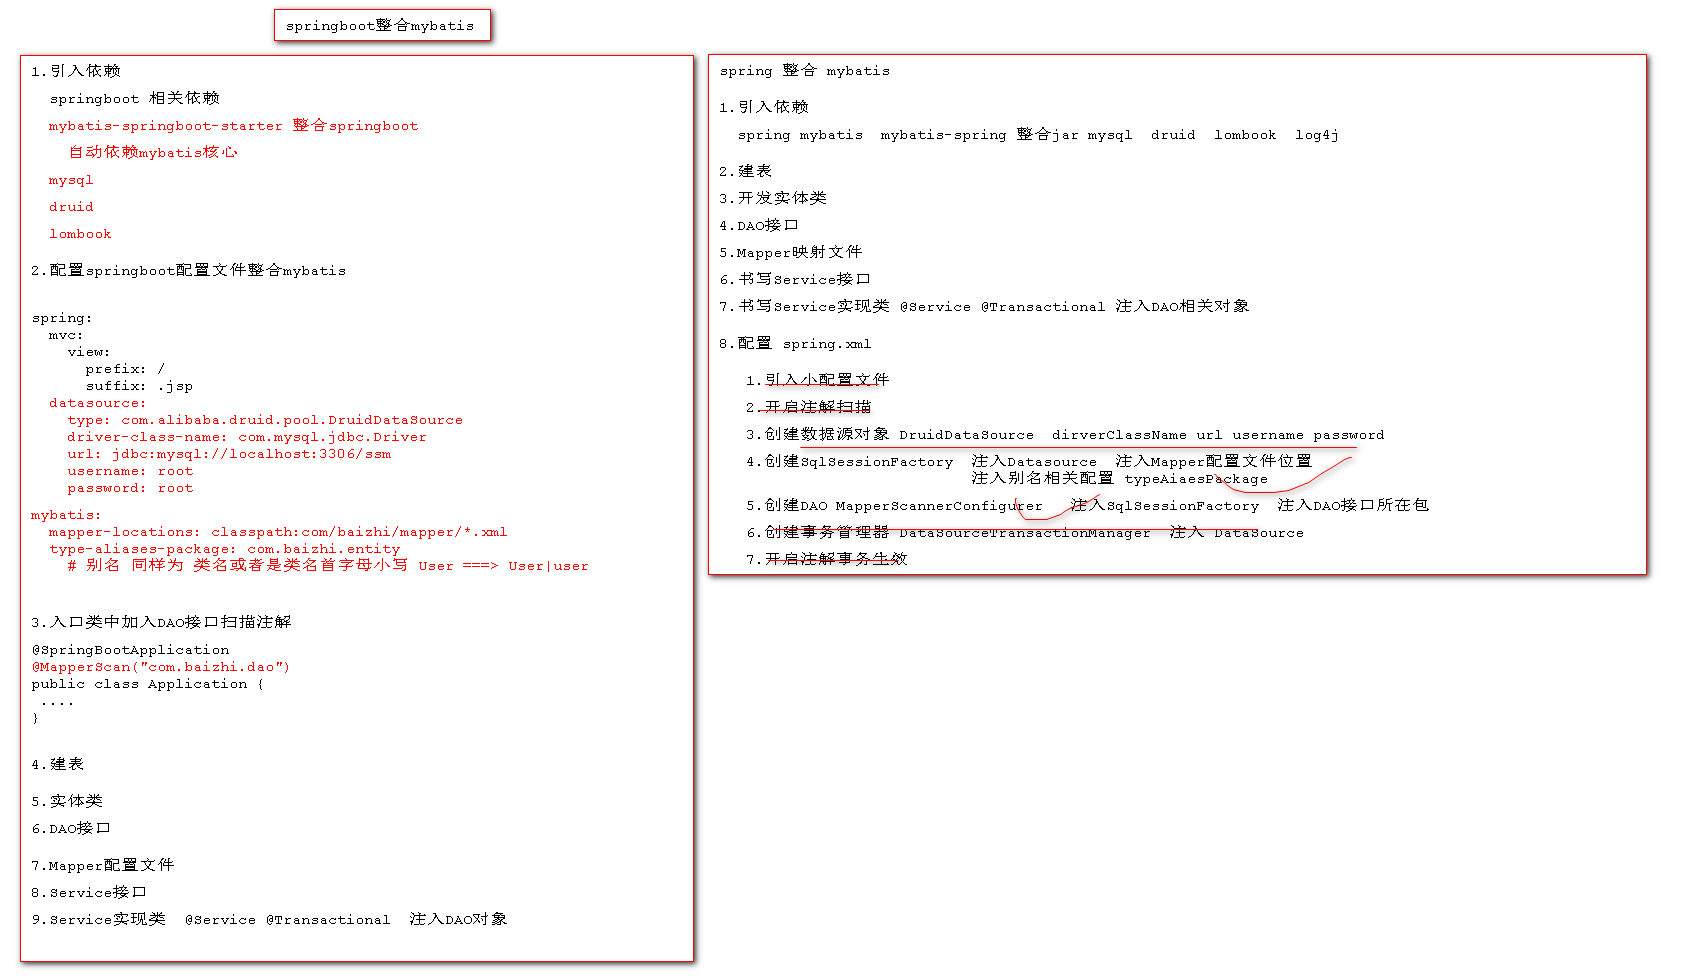 springboot整合mybatis
1.引入依赖
springboot 相关依赖
mybatis-springboot-starter 整合springboot
自动依赖mybatis核心
mysql
druid
lombook
2.配置springboot配置文件整合mybatis
spring:
mvc:
view:
prefix: /
suffix: .jsp
datasource:
type: com.alibaba.druid.pool.DruidDataSource
driver-class-name: com.mysql.jdbc.Driver
url: jdbc:mysql://localhost:3306/ssm
username: root
password: root
mybatis:
mapper-locations: classpath:com/baizhi/mapper/*.xml
type-aliases-package: com.baizhi.entity
# 别名 同样为 类名或者是类名首字母小写 User ===> User|user
3.入口类中加入DAO接口扫描注解
@SpringBootApplication
@MapperScan("com.baizhi.dao")
public class Application {
....
}
4.建表
5.实体类
6.DAO接口
7.Mapper配置文件
8.Service接口
9.Service实现类 @Service @Transactional 注入DAO对象
spring 整合 mybatis
1.引入依赖
spring mybatis mybatis-spring 整合jar mysql druid lombook log4j
2.建表
3.开发实体类
4.DAO接口
5.Mapper映射文件
6.书写Service接口
7.书写Service实现类 @Service @Transactional 注入DAO相关对象
8.配置 spring.xml
1.引入小配置文件
2.开启注解扫描
3.创建数据源对象 DruidDataSource dirverClassName url username password
4.创建SqlSessionFactory 注入Datasource 注入Mapper配置文件位置
注入别名相关配置 typeAiaesPackage
5.创建DAO MapperScannerConfigurer 注入SqlSessionFactory 注入DAO接口所在包
6.创建事务管理器 DataSourceTransactionManager 注入 DataSource
7.开启注解事务生效